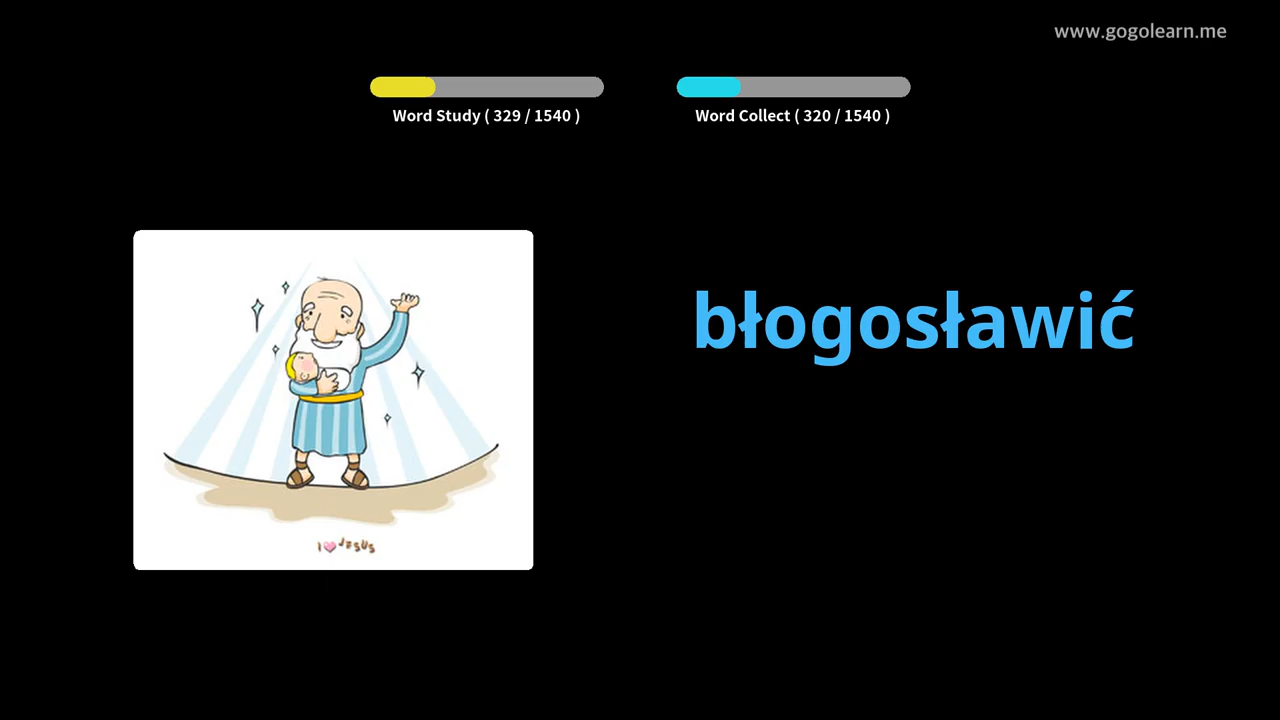 www.gogolearn.me
Word Study ( 329 / 1540 )
Word Collect ( 320 / 1540 )
błogosławić
I ♥ JESUS